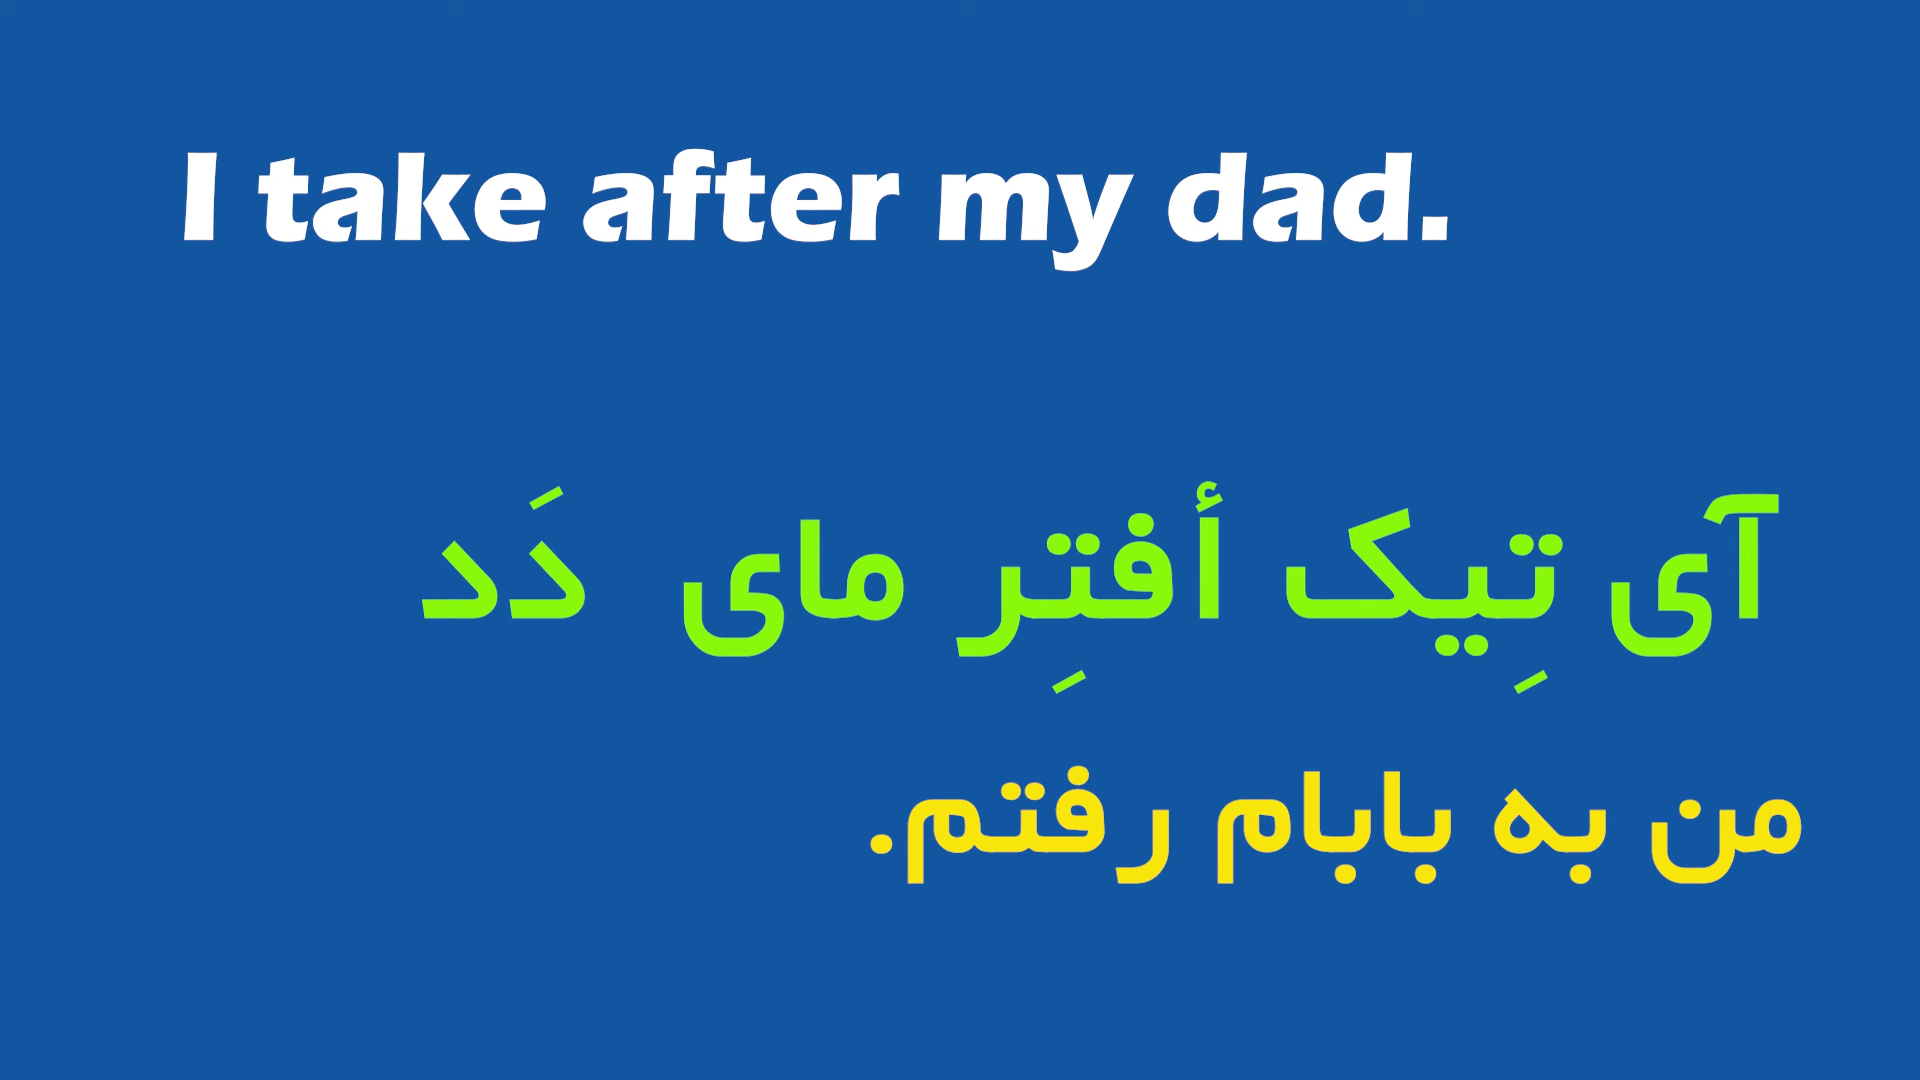 I take after my dad.
آی تِیک أفتِر مای دَد
من به بابام رفتم.